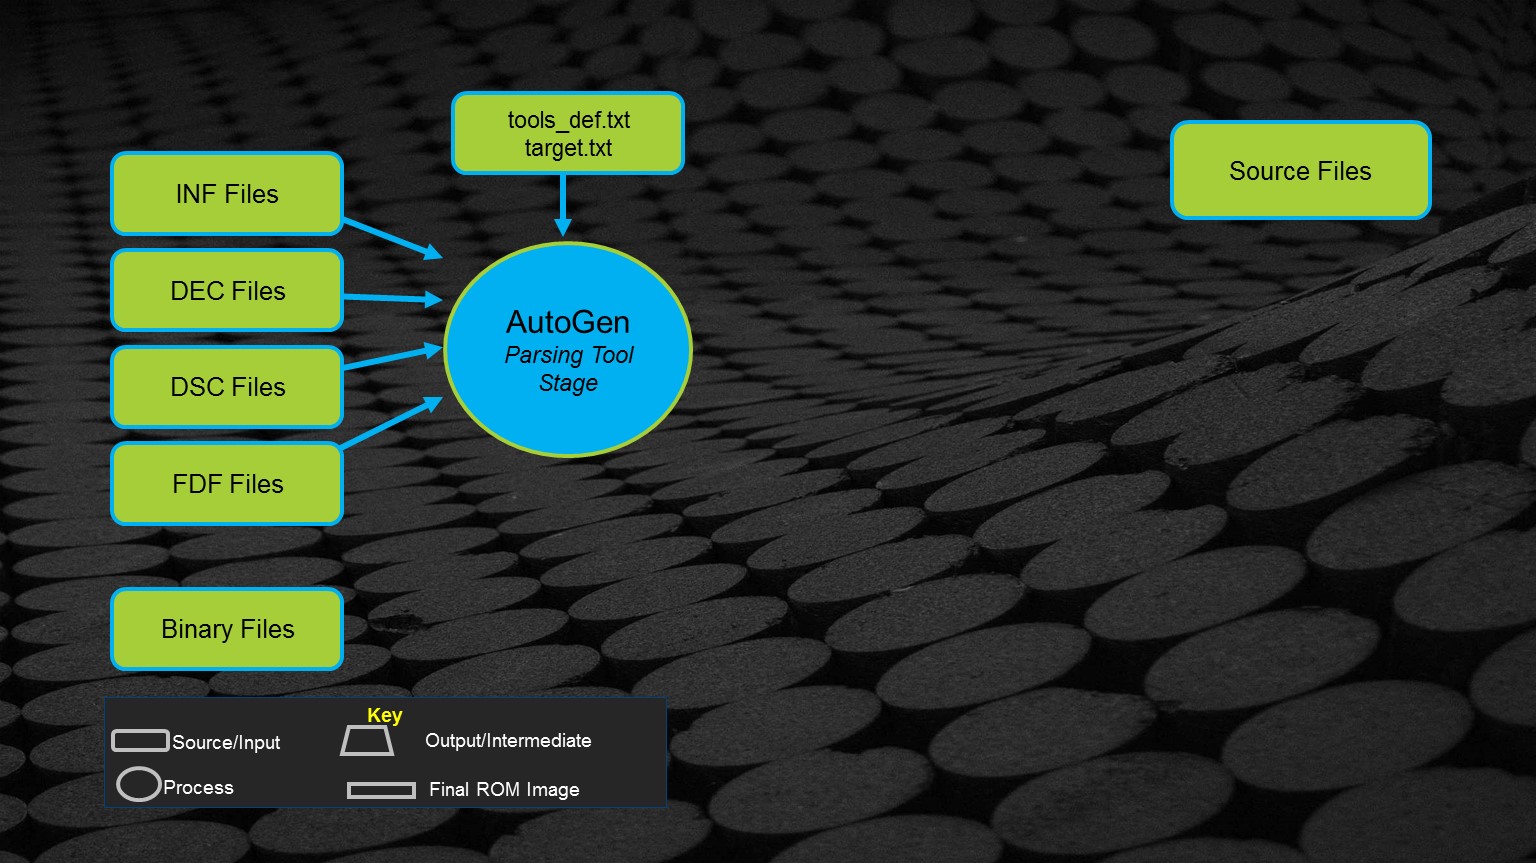 tools_def.txt
target.txt
Source Files
INF Files
DEC Files
DSC Files
FDF Files
AutoGen
Parsing Tool
Stage
Binary Files
Key
Source/Input
Output/Intermediate
Process
Final ROM Image